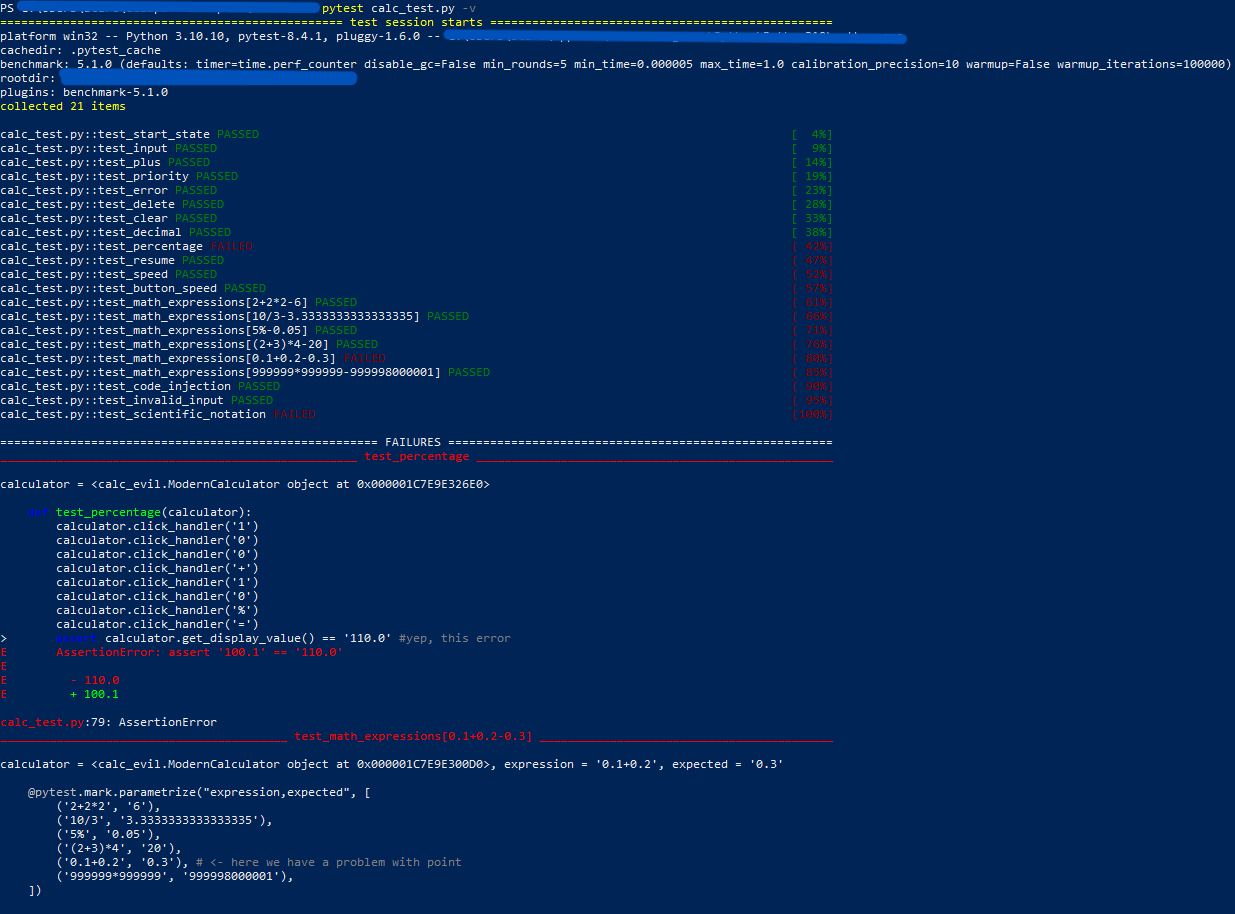 PS pytest calc_test.py -v
================================================= test session starts =================================================
platform win32 -- Python 3.10.10, pytest-8.4.1, pluggy-1.6.0 --
cachedir: .pytest_cache
benchmark: 5.1.0 (defaults: timer=time.perf_counter disable_gc=False min_rounds=5 min_time=0.000005 max_time=1.0 calibration_precision=10 warmup=False warmup_iterations=100000)
rootdir:
plugins: benchmark-5.1.0
collected 21 items
calc_test.py::test_start_state PASSED [  4%]
calc_test.py::test_input PASSED [  9%]
calc_test.py::test_plus PASSED [ 14%]
calc_test.py::test_priority PASSED [ 19%]
calc_test.py::test_error PASSED [ 23%]
calc_test.py::test_delete PASSED [ 28%]
calc_test.py::test_clear PASSED [ 33%]
calc_test.py::test_decimal PASSED [ 38%]
calc_test.py::test_percentage FAILED [ 42%]
calc_test.py::test_resume PASSED [ 47%]
calc_test.py::test_speed PASSED [ 52%]
calc_test.py::test_button_speed PASSED [ 57%]
calc_test.py::test_math_expressions[2+2*2-6] PASSED [ 61%]
calc_test.py::test_math_expressions[10/3-3.3333333333333335] PASSED [ 66%]
calc_test.py::test_math_expressions[5%-0.05] PASSED [ 71%]
calc_test.py::test_math_expressions[(2+3)*4-20] PASSED [ 76%]
calc_test.py::test_math_expressions[0.1+0.2-0.3] FAILED [ 80%]
calc_test.py::test_math_expressions[999999*999999-999998000001] PASSED [ 85%]
calc_test.py::test_code_injection PASSED [ 90%]
calc_test.py::test_invalid_input PASSED [ 95%]
calc_test.py::test_scientific_notation FAILED [100%]
====================================================== FAILURES =======================================================
___________________________________________________ test_percentage ___________________________________________________
calculator = <calc_evil.ModernCalculator object at 0x000001C7E9E326E0>
def test_percentage(calculator):
calculator.click_handler('1')
calculator.click_handler('0')
calculator.click_handler('0')
calculator.click_handler('+')
calculator.click_handler('1')
calculator.click_handler('0')
calculator.click_handler('%')
calculator.click_handler('=')
> assert calculator.get_display_value() == '110.0' #yep, this error
E AssertionError: assert '100.1' == '110.0'
E
E - 110.0
E + 100.1
calc_test.py:79: AssertionError
_________________________________________ test_math_expressions[0.1+0.2-0.3] __________________________________________
calculator = <calc_evil.ModernCalculator object at 0x000001C7E9E300D0>, expression = '0.1+0.2', expected = '0.3'
@pytest.mark.parametrize("expression,expected", [
('2+2*2', '6'),
('10/3', '3.3333333333333335'),
('5%', '0.05'),
('(2+3)*4', '20'),
('0.1+0.2', '0.3'), # <- here we have a problem with point
('999999*999999', '999998000001'),
])